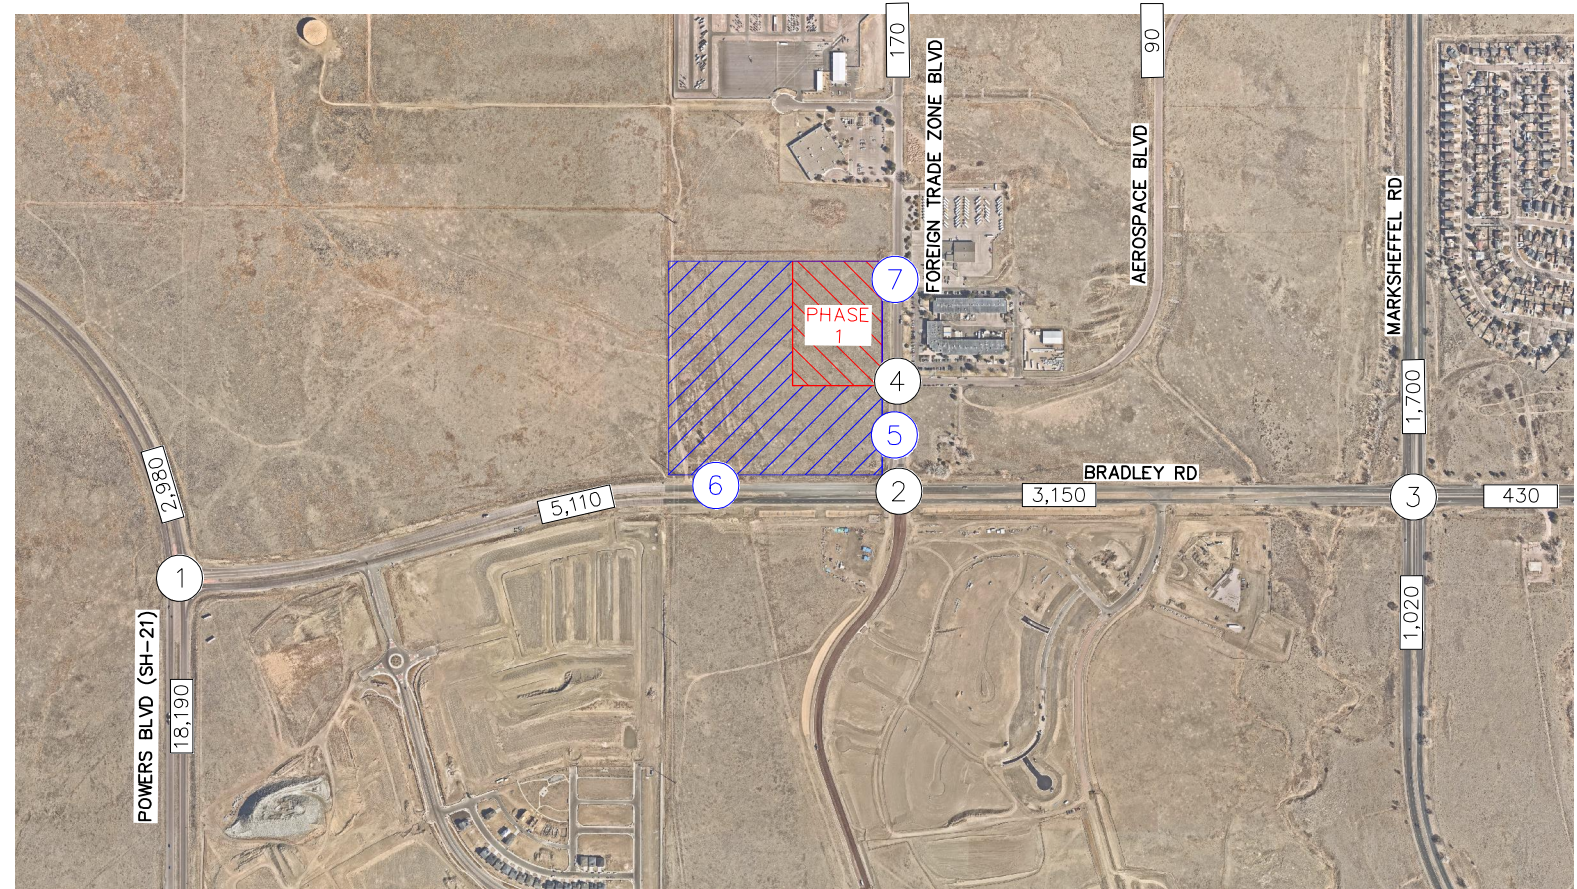 170
FOREIGN TRADE ZONE BLVD
90
AEROSPACE BLVD
MARKSHEFFEL RD
7
PHASE
1
4
1,700
5
2,980
BRADLEY RD
6
2
3,150
3
430
5,110
1
1,020
POWERS BLVD (SH-21)
18,190